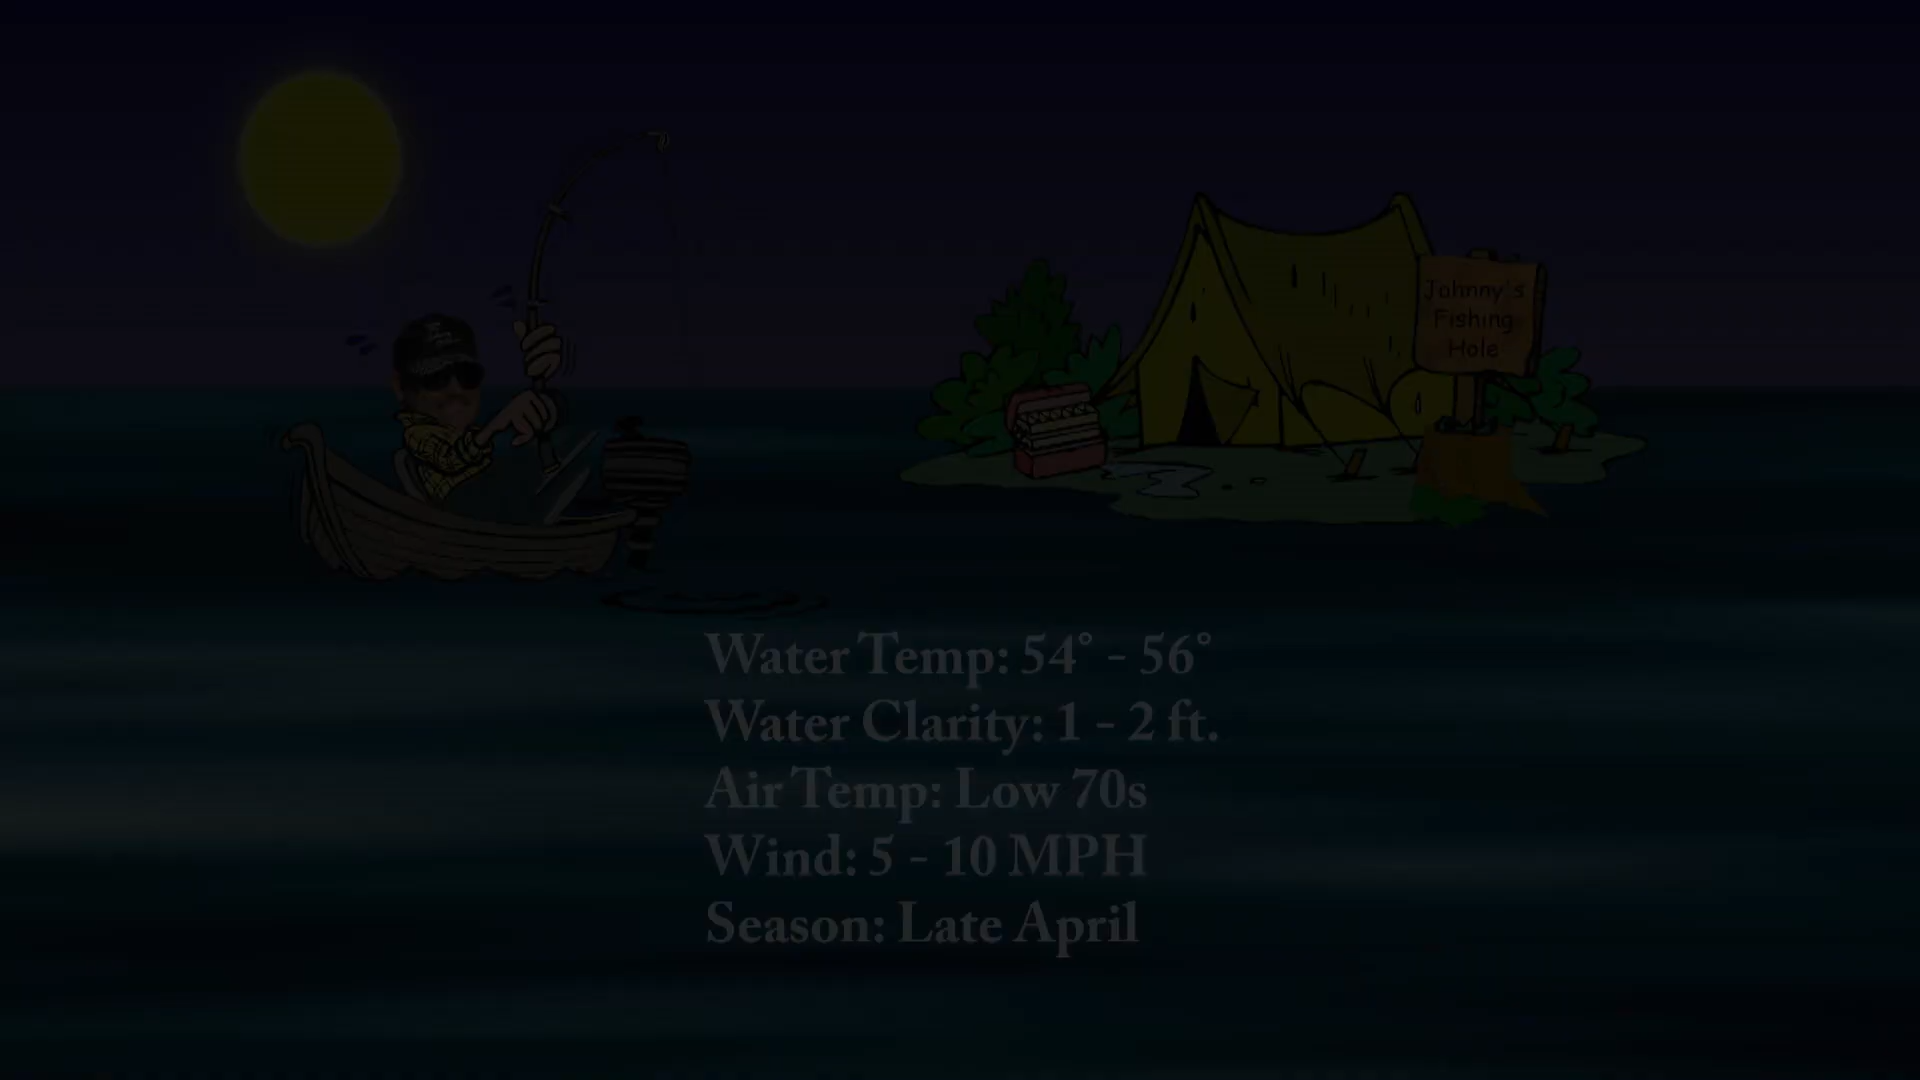 Johnny's
Fishing
Hole
Water Temp: 54° - 56°
Water Clarity: 1 - 2 ft.
Air Temp: Low 70s
Wind: 5 - 10 MPH
Season: Late April